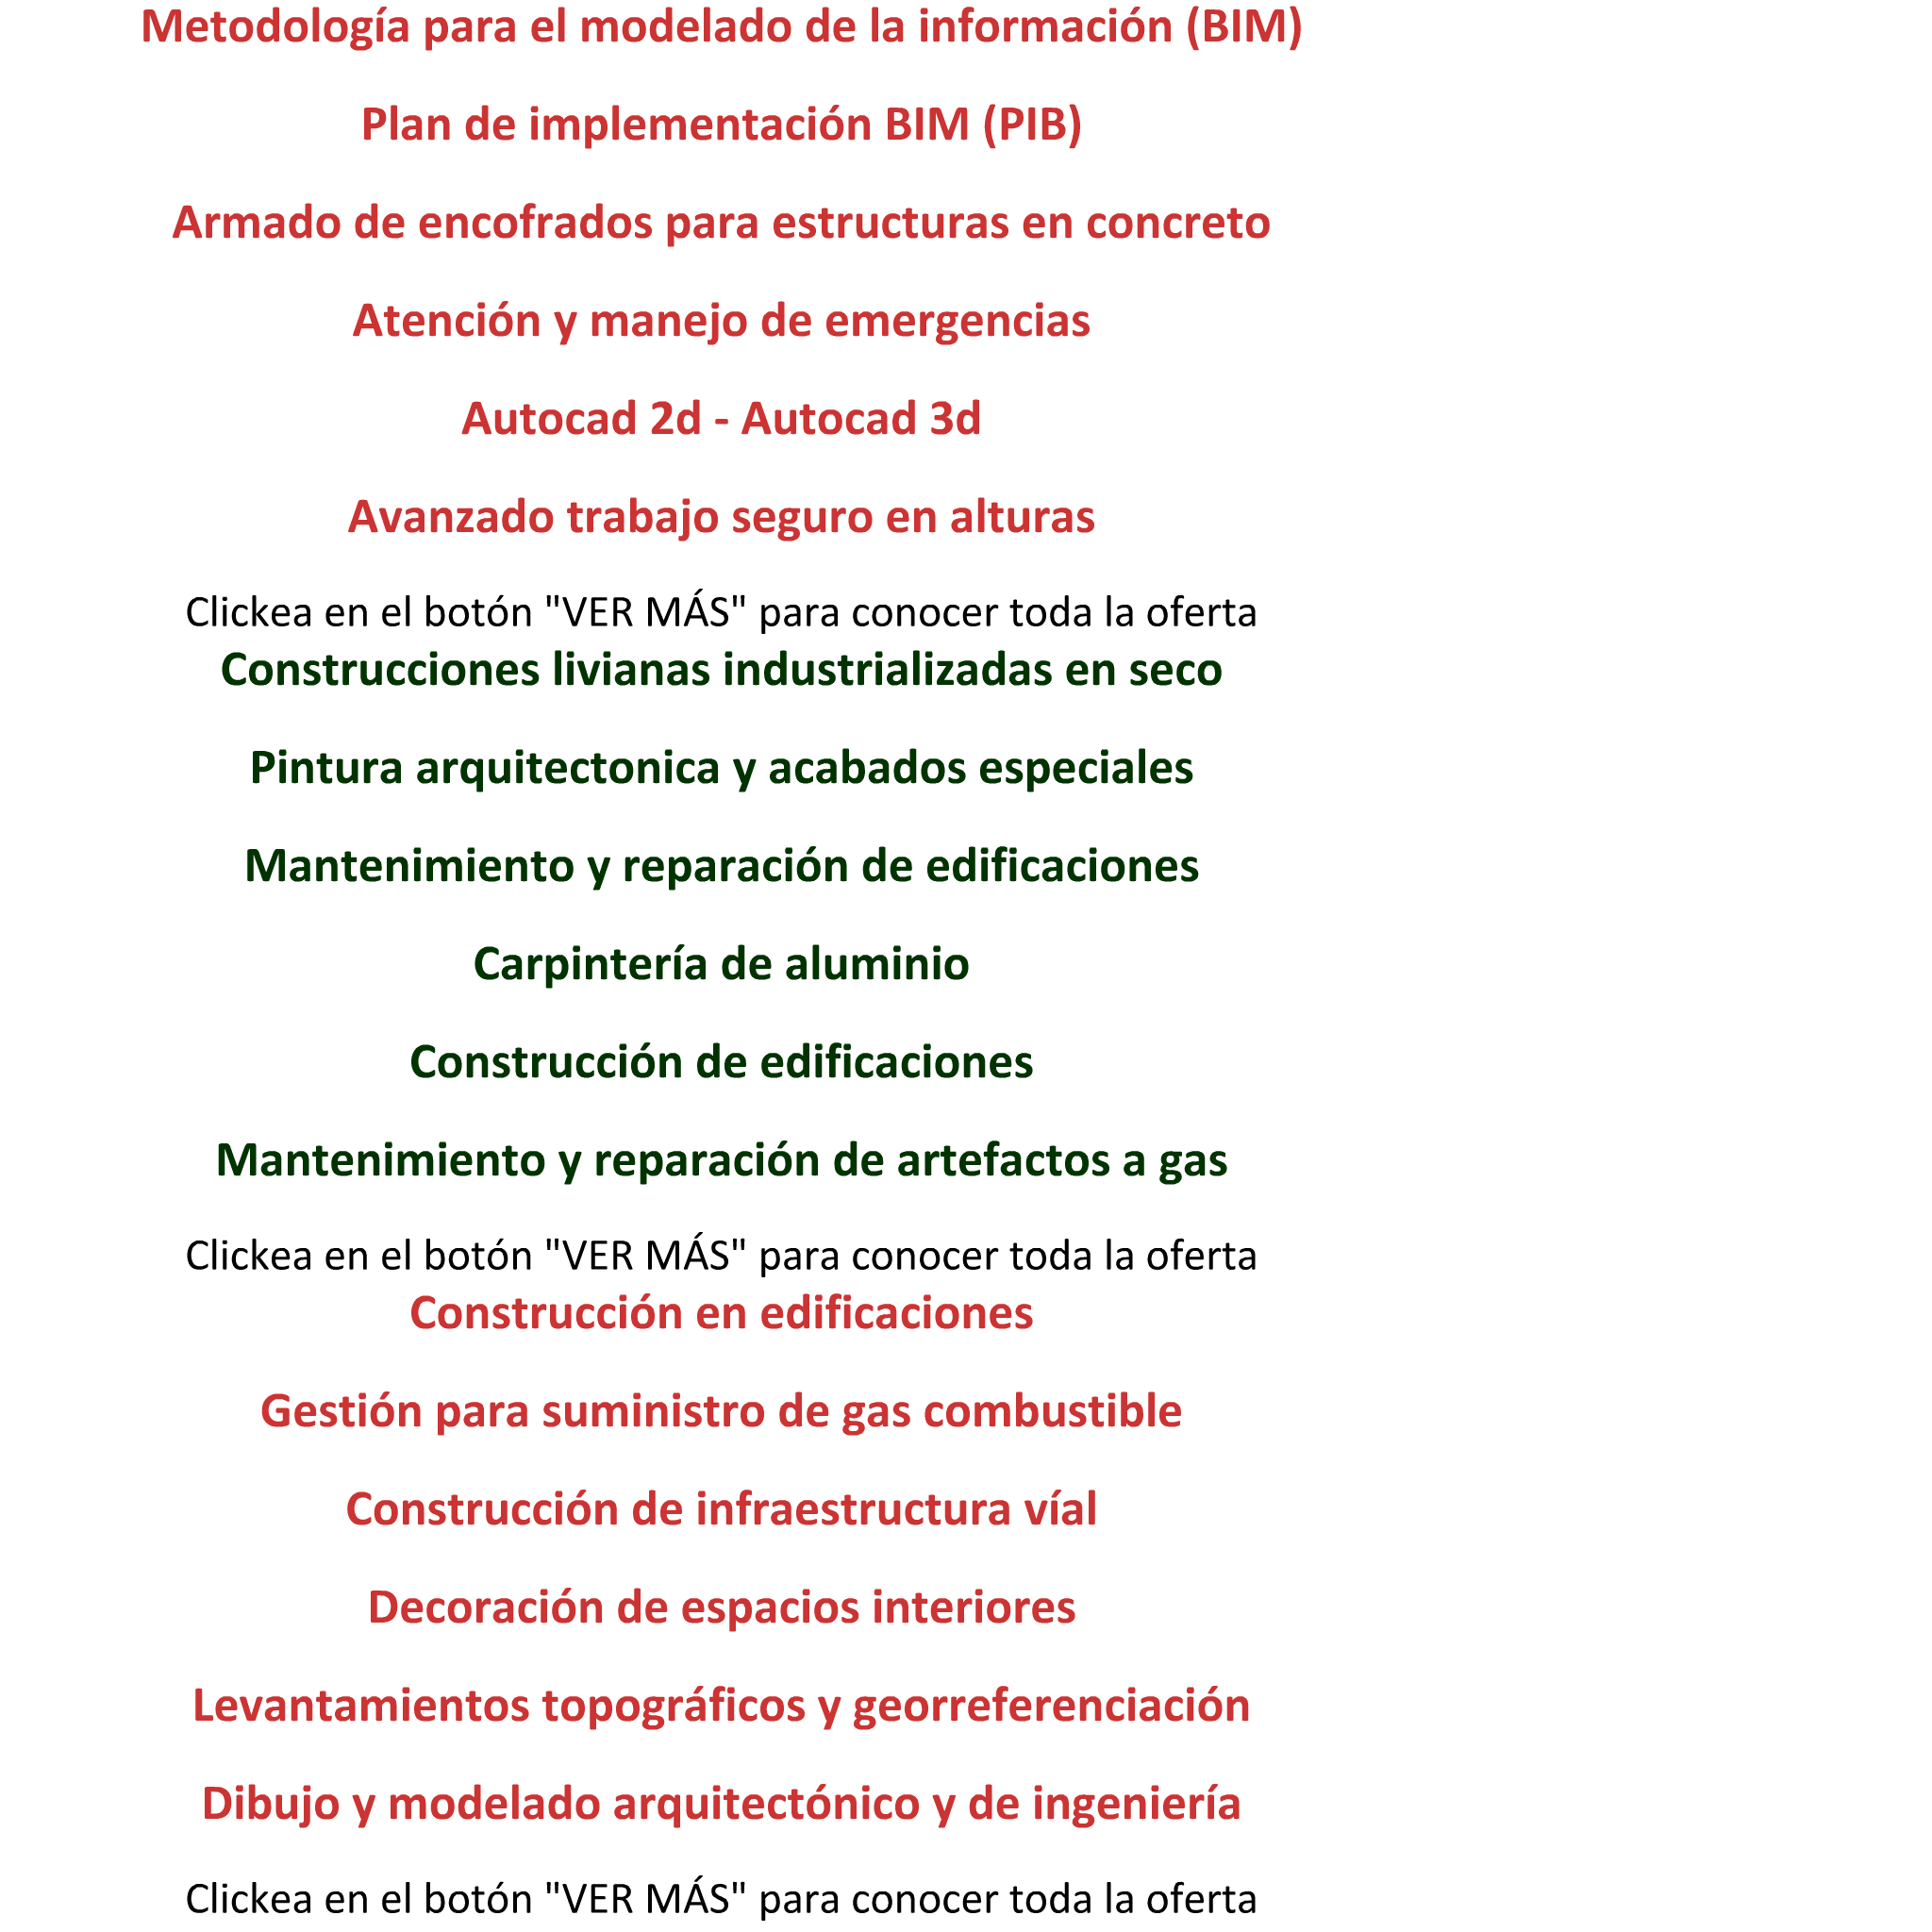 Metodología para el modelado de la información (BIM)
Plan de implementación BIM (PIB)
Armado de encofrados para estructuras en concreto
Atención y manejo de emergencias
Autocad 2d - Autocad 3d
Avanzado trabajo seguro en alturas
Clickea en el botón "VER MÁS" para conocer toda la oferta
Construcciones livianas industrializadas en seco
Pintura arquitectonica y acabados especiales
Mantenimiento y reparación de edificaciones
Carpintería de aluminio
Construcción de edificaciones
Mantenimiento y reparación de artefactos a gas
Clickea en el botón "VER MÁS" para conocer toda la oferta
Construcción en edificaciones
Gestión para suministro de gas combustible
Construcción de infraestructura víal
Decoración de espacios interiores
Levantamientos topográficos y georreferenciación
Dibujo y modelado arquitectónico y de ingeniería
Clickea en el botón "VER MÁS" para conocer toda la oferta